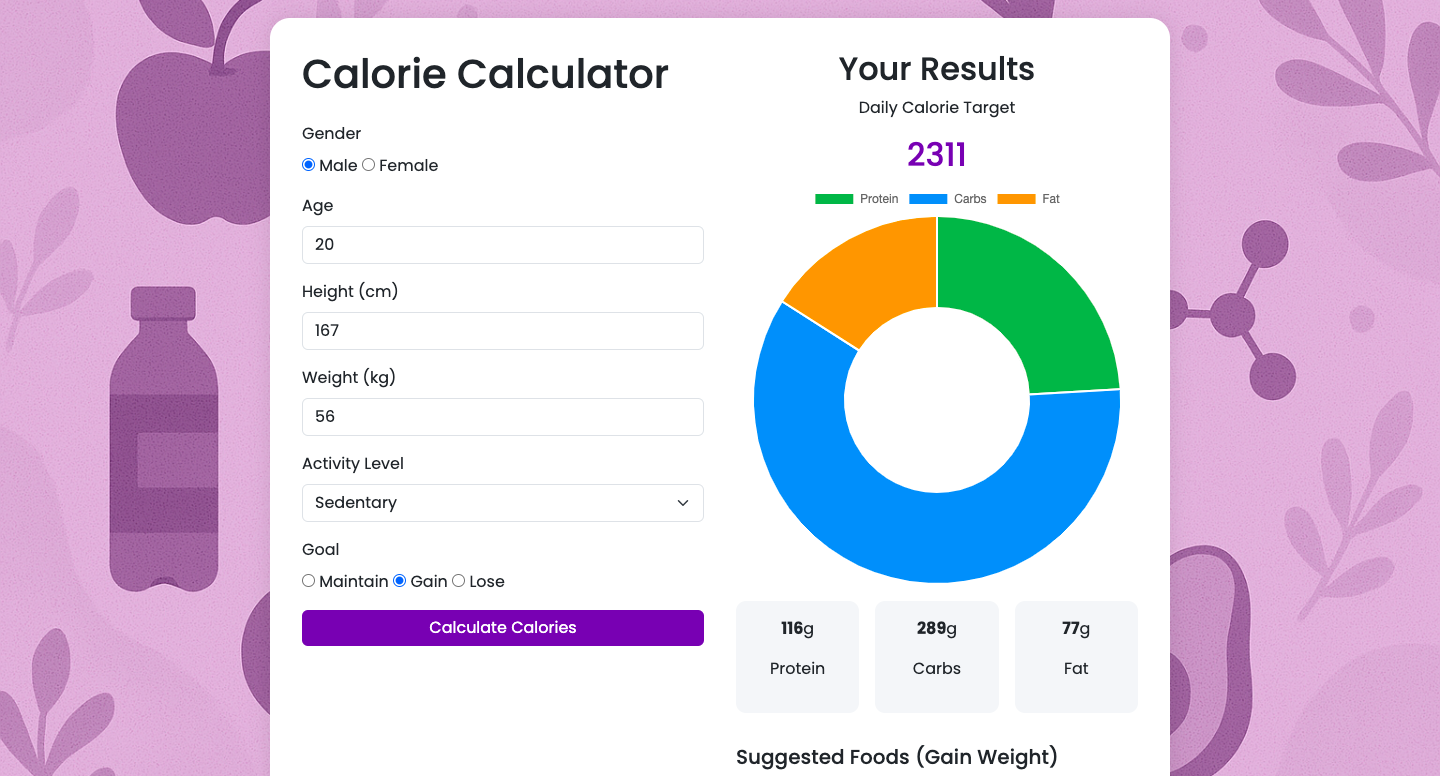 Calorie Calculator
Gender
Male Female
Age
20
Height (cm)
167
Weight (kg)
56
Activity Level
Sedentary
Goal
Maintain Gain Lose
Calculate Calories
Your Results
Daily Calorie Target
2311
Protein Carbs Fat
116g 289g 77g
Protein Carbs Fat
Suggested Foods (Gain Weight)